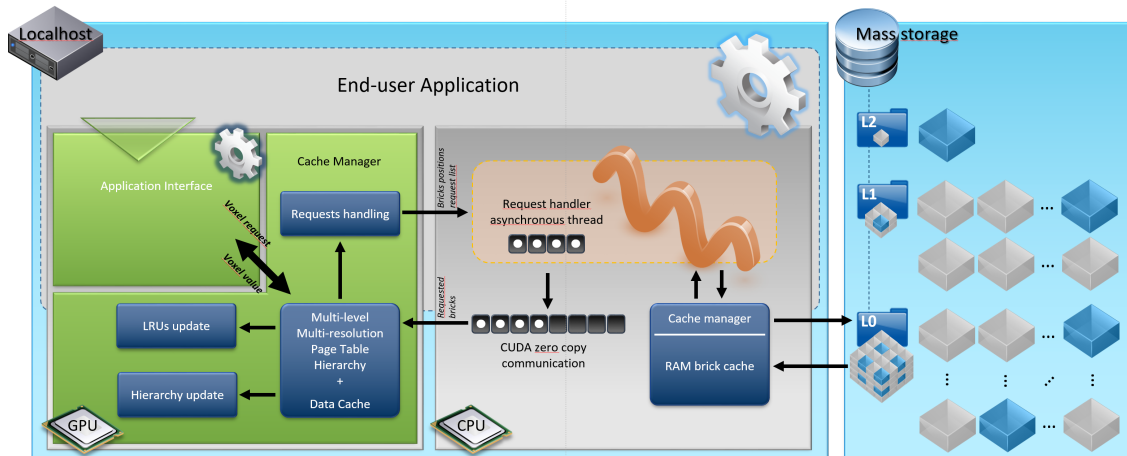 Localhost
Mass storage
End-user Application
Cache Manager
Application Interface
Requests handling
Voxel request
Voxel value
Bricks positions
request list
Request handler
asynchronous thread
Requested
bricks
LRUs update
Hierarchy update
Multi-level
Multi-resolution
Page Table
Hierarchy
+
Data Cache
CUDA zero copy
communication
Cache manager
RAM brick cache
GPU
CPU
L2
L1
...
L0
...
...